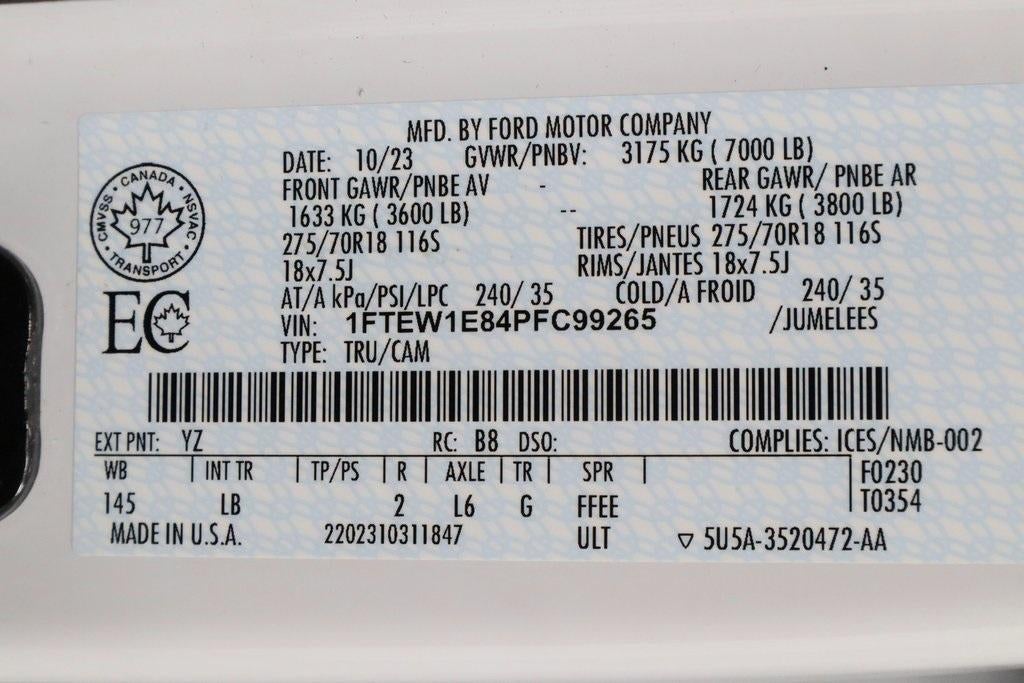 MFD. BY FORD MOTOR COMPANY
DATE: 10/23 GVWR/PNBV: 3175 KG ( 7000 LB)
FRONT GAWR/PNBE AV - REAR GAWR/ PNBE AR
1633 KG ( 3600 LB) -- 1724 KG ( 3800 LB)
275/70R18 116S TIRES/PNEUS 275/70R18 116S
18x7.5J RIMS/JANTES 18x7.5J
AT/A kPa/PSI/LPC 240/ 35 COLD/A FROID 240/ 35
VIN: 1FTEW1E84PFC99265 /JUMELEES
TYPE: TRU/CAM
CANADA
CMVSS • NSVAC
977
TRANSPORT
EC
EXT PNT: YZ RC: B8 DSO: COMPLIES: ICES/NMB-002
WB INT TR TP/PS R AXLE TR SPR F0230
145 LB 2 L6 G FFEE T0354
MADE IN U.S.A. 2202310311847 ULT ▽ 5U5A-3520472-AA